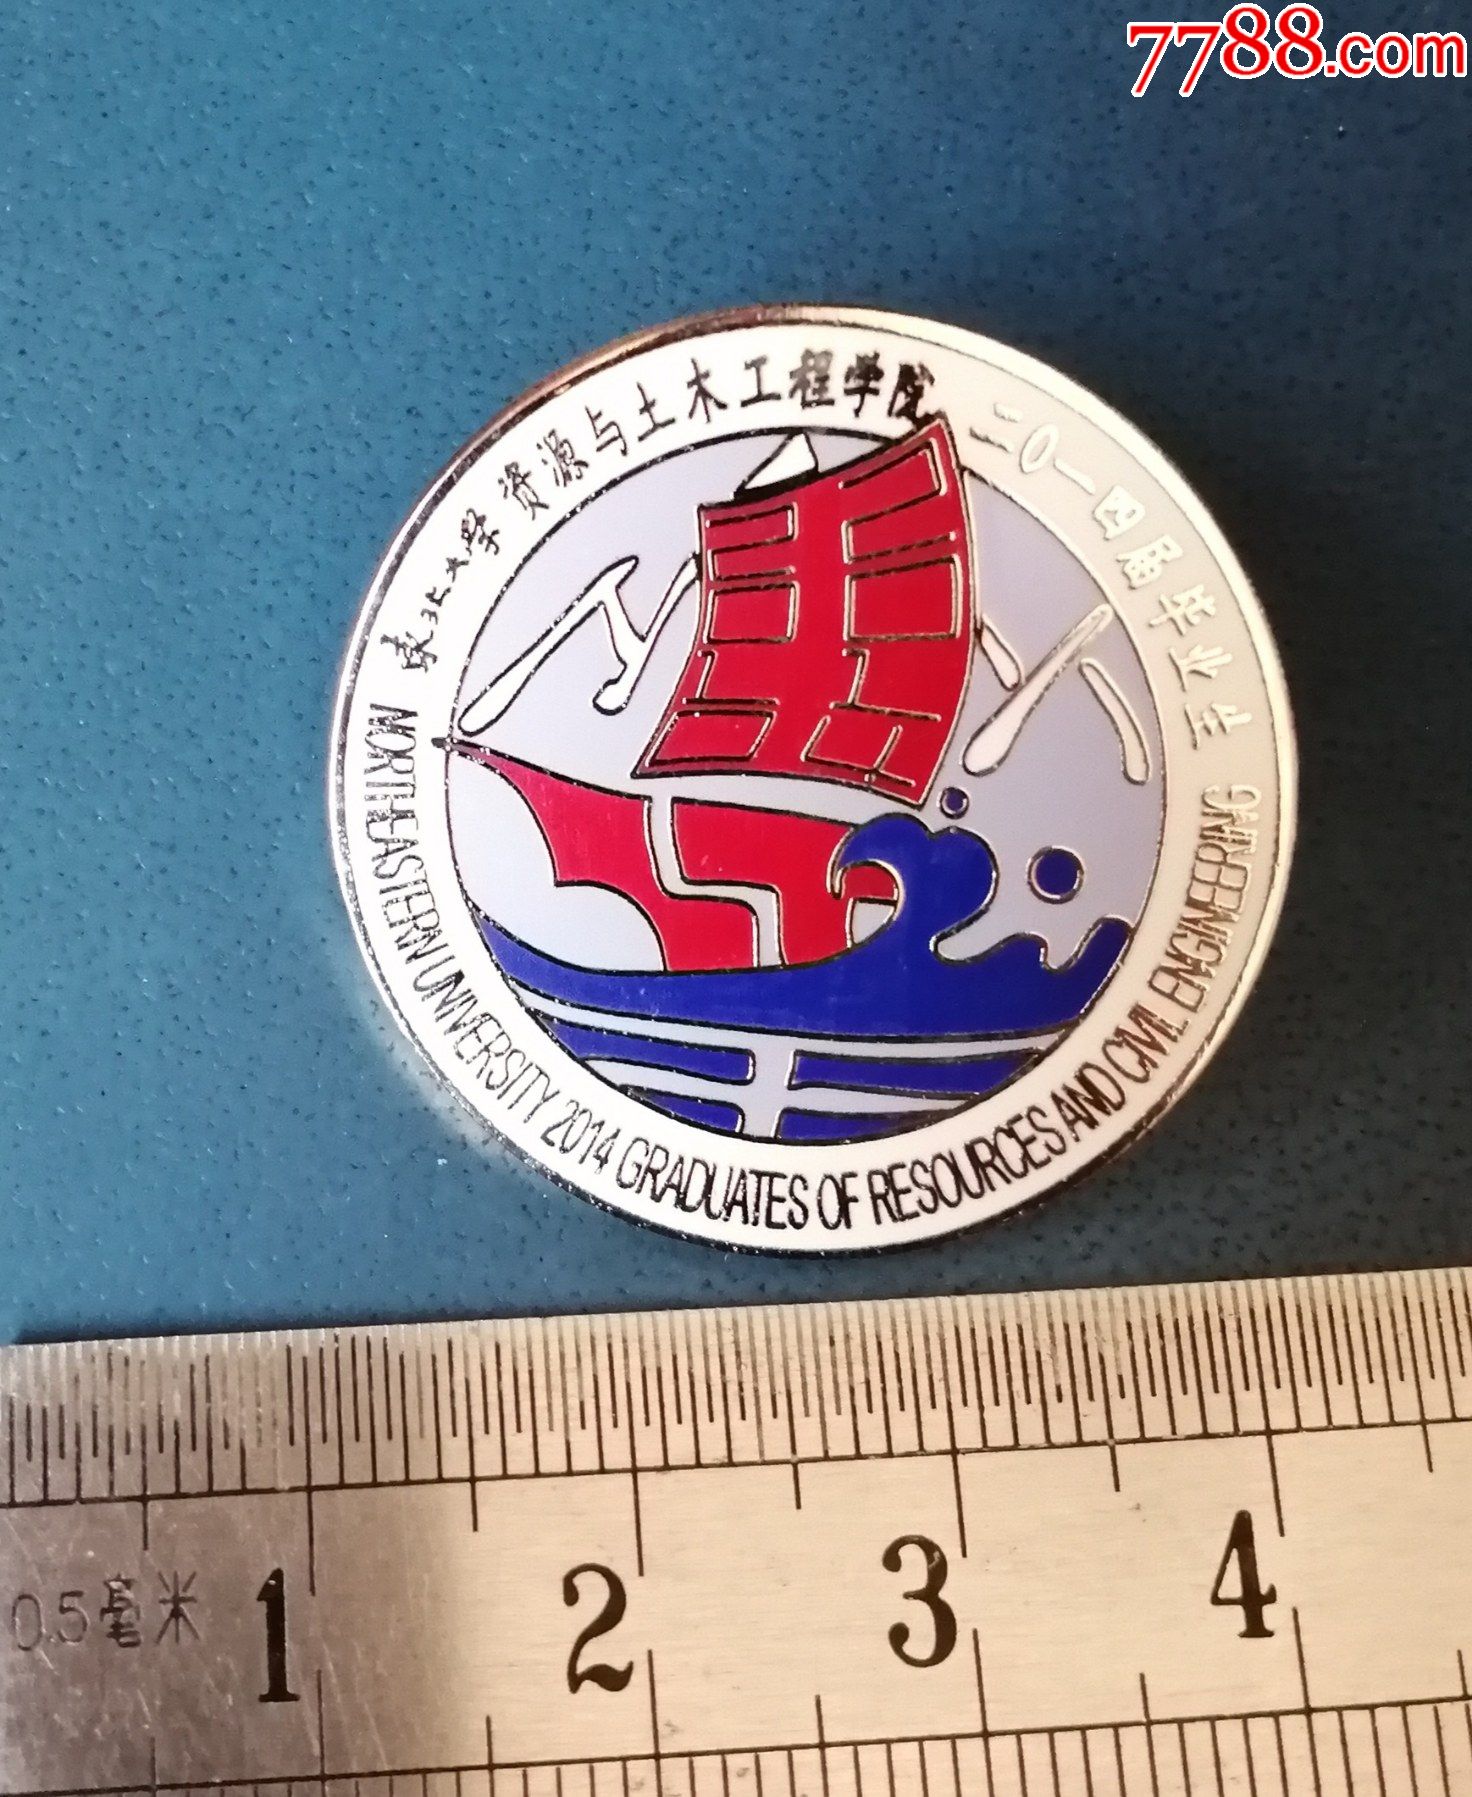 7788.com
东北大学 资源与土木工程学院 二〇一四届毕业生
NORTHEASTERN UNIVERSITY 2014 GRADUATES OF RESOURCES AND CIVIL ENGINEERING
1 2 3 4
0.5毫米